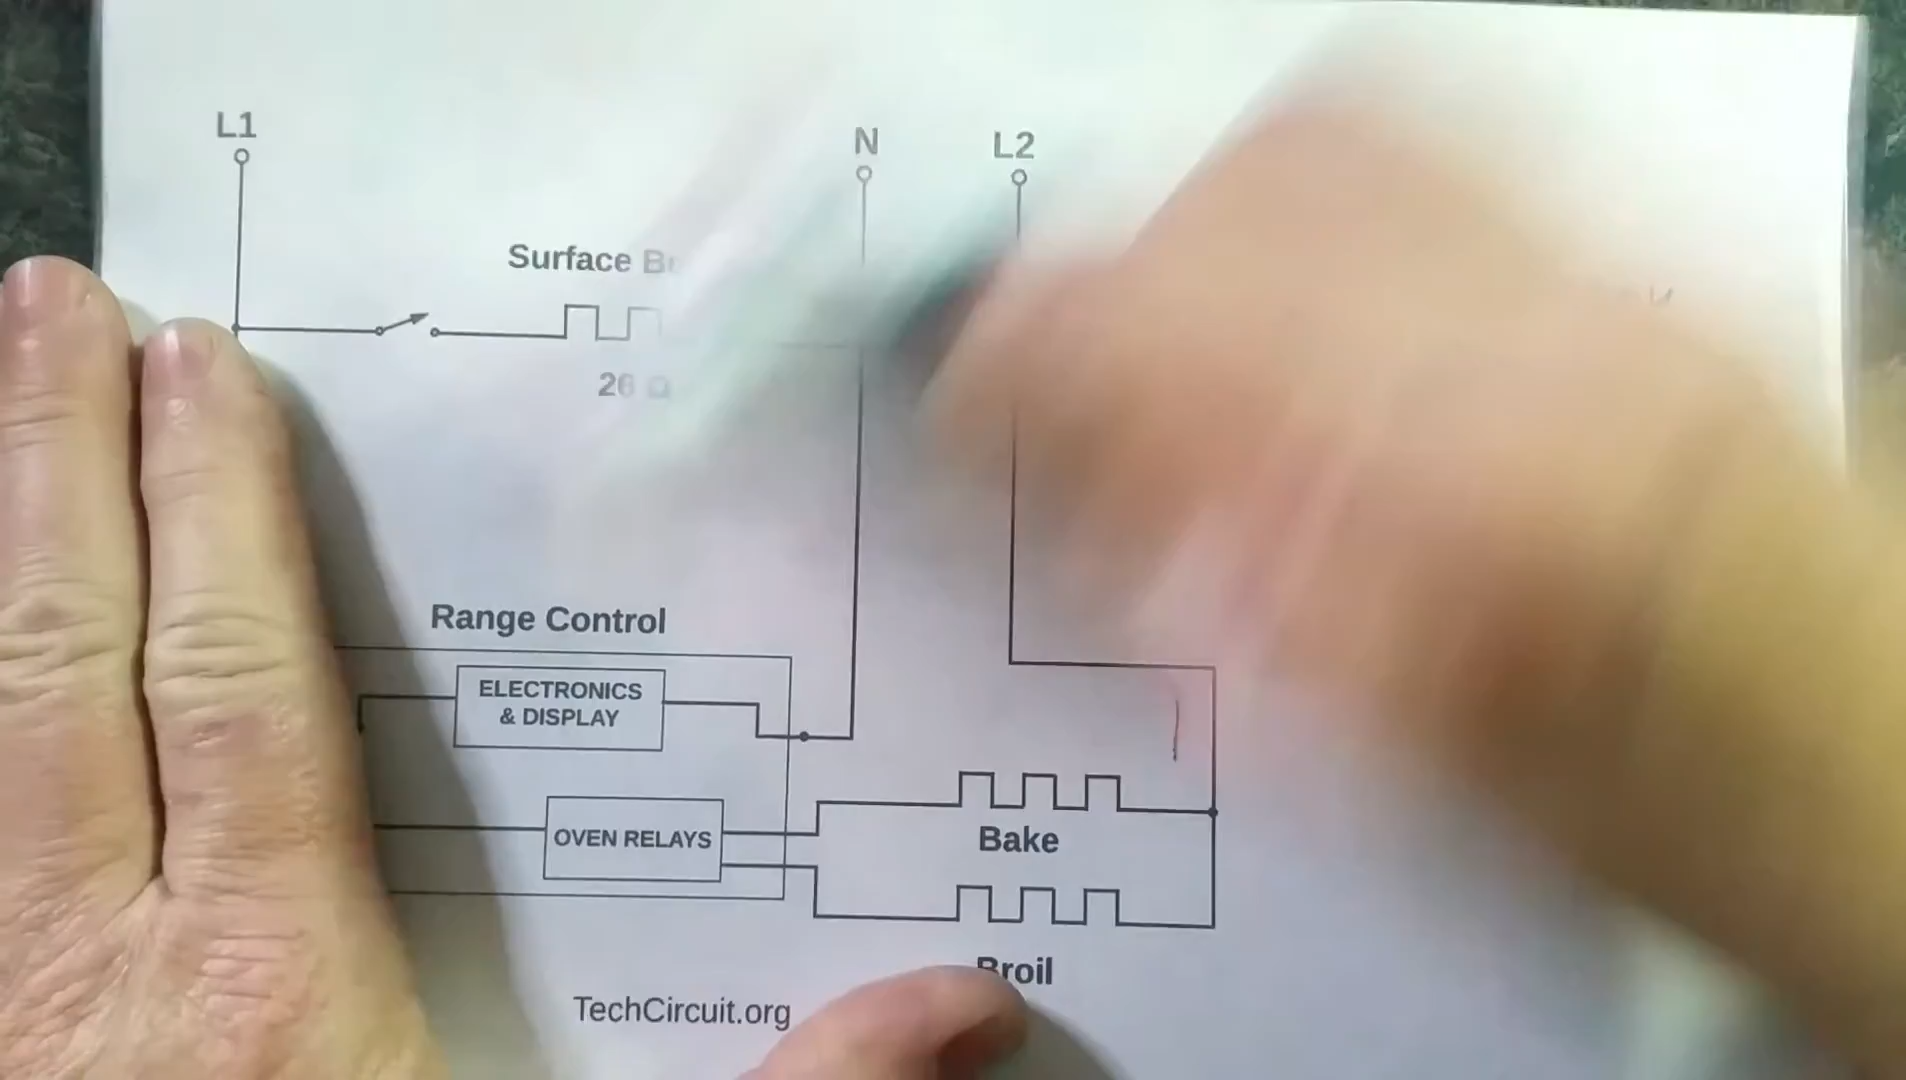 L1
N
L2
Surface
26 Ω
Range Control
ELECTRONICS
& DISPLAY
OVEN RELAYS
Bake
Broil
TechCircuit.org